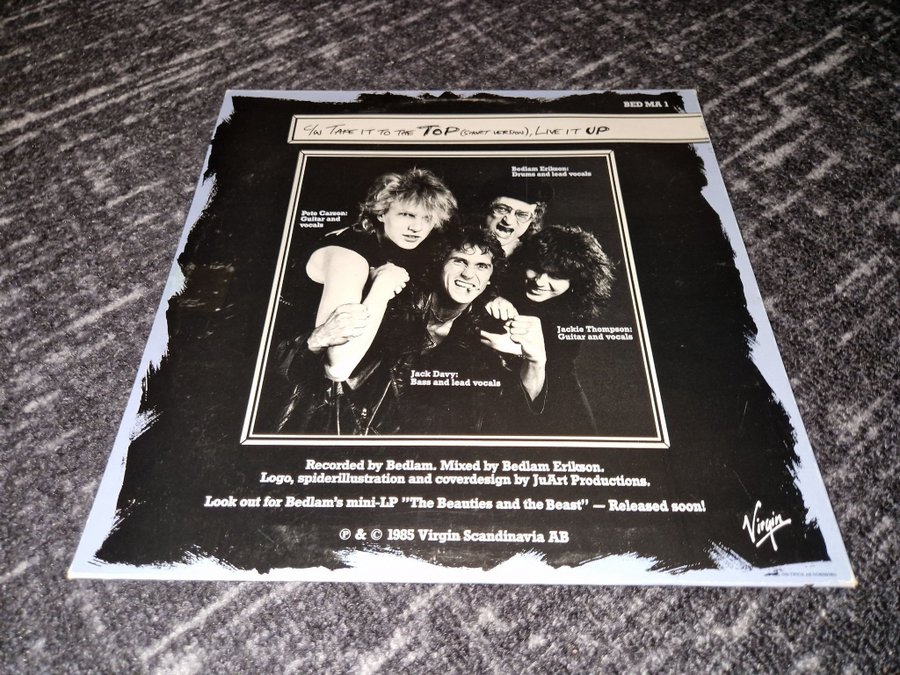 BED MA 1
C/W TAKE IT TO THE TOP (SHORT VERSION), LIVE IT UP
Bedlam Erikson:
Drums and lead vocals
Pete Carson:
Guitar and
vocals
Jackie Thompson:
Guitar and vocals
Jack Davy:
Bass and lead vocals
Recorded by Bedlam. Mixed by Bedlam Erikson.
Logo, spiderillustration and coverdesign by JuArt Productions.
Look out for Bedlam's mini-LP "The Beauties and the Beast" — Released soon!
℗ & © 1985 Virgin Scandinavia AB
Virgin